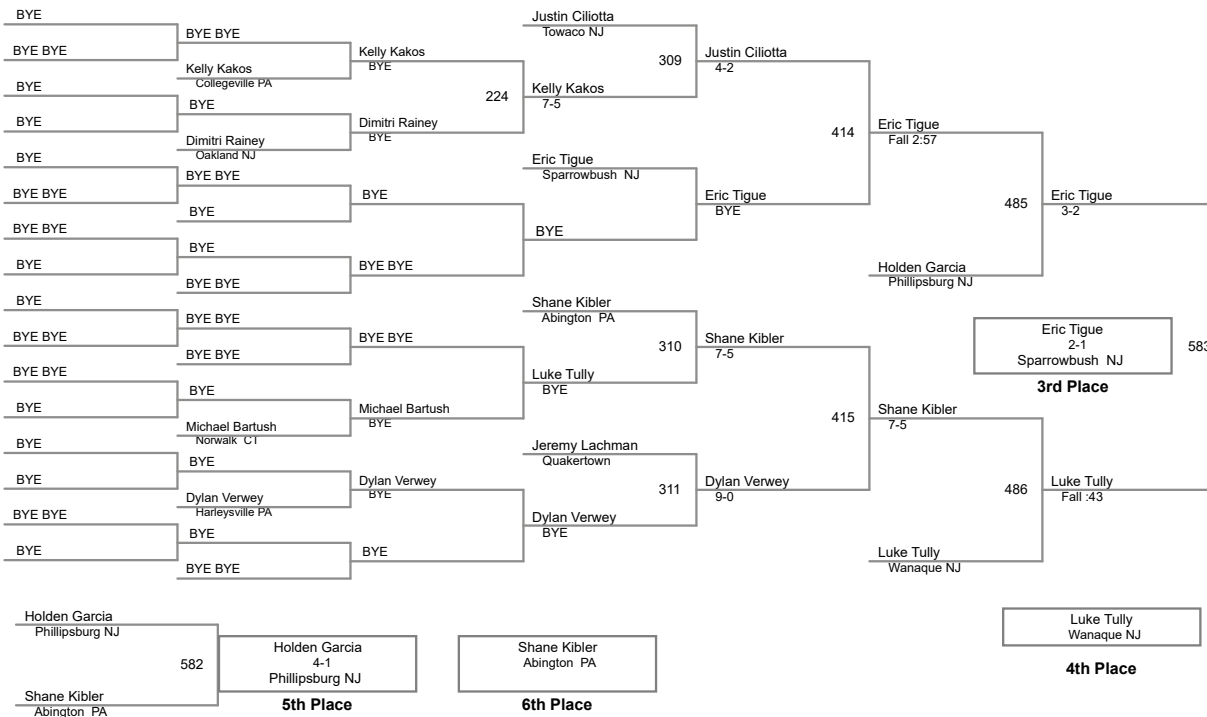 BYE
BYE BYE
BYE
BYE
BYE
BYE BYE
BYE BYE
BYE
BYE
BYE BYE
BYE BYE
BYE
BYE
BYE
BYE BYE
BYE
BYE BYE
Kelly Kakos
Collegeville PA
BYE
Dimitri Rainey
Oakland NJ
BYE BYE
BYE
BYE
BYE BYE
BYE BYE
BYE BYE
BYE
Michael Bartush
Norwalk CT
BYE
Dylan Verwey
Harleysville PA
BYE
BYE BYE
Kelly Kakos
BYE
Dimitri Rainey
BYE
BYE
BYE BYE
BYE BYE
Michael Bartush
BYE
Dylan Verwey
BYE
BYE
224
Justin Ciliotta
Towaco NJ
Kelly Kakos
7-5
Eric Tigue
Sparrowbush NJ
BYE
Shane Kibler
Abington PA
Luke Tully
BYE
Jeremy Lachman
Quakertown
Dylan Verwey
BYE
309
310
311
Justin Ciliotta
4-2
Eric Tigue
BYE
Shane Kibler
7-5
Dylan Verwey
9-0
414
415
Eric Tigue
Fall 2:57
Holden Garcia
Phillipsburg NJ
Shane Kibler
7-5
Luke Tully
Wanaque NJ
485
486
Eric Tigue
3-2
Luke Tully
Fall :43
Eric Tigue
2-1
Sparrowbush NJ
583
3rd Place
Holden Garcia
Phillipsburg NJ
582
Shane Kibler
Abington PA
Holden Garcia
4-1
Phillipsburg NJ
5th Place
Shane Kibler
Abington PA
6th Place
Luke Tully
Wanaque NJ
4th Place